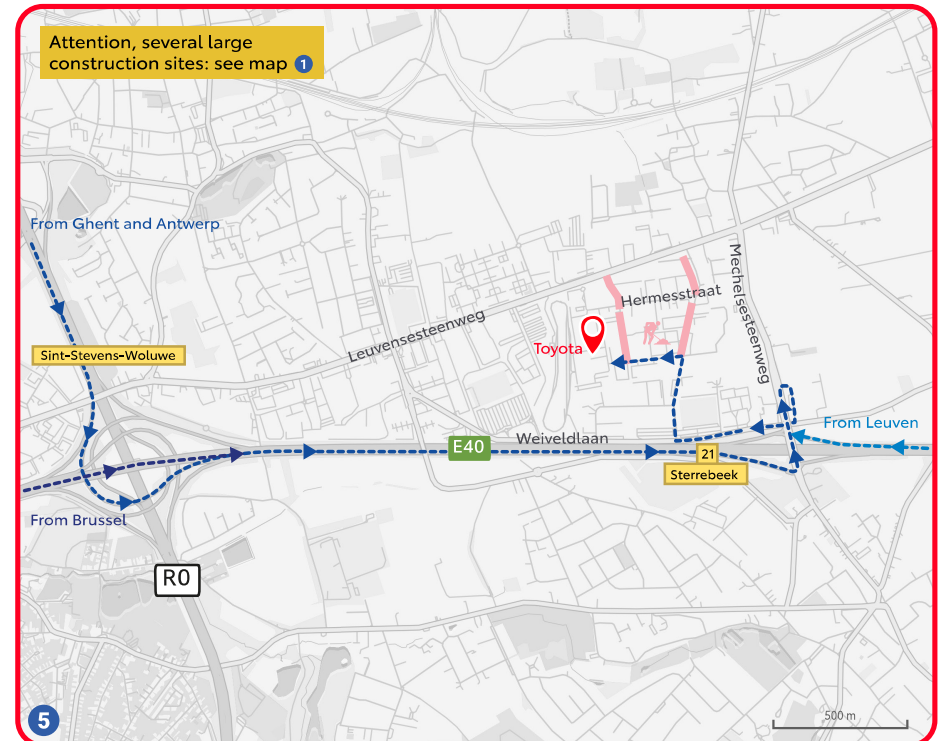 Attention, several large
construction sites: see map 1
From Ghent and Antwerp
Mechelsesteenweg
Hermesstraat
Leuvensesteenweg
Toyota
Sint-Stevens-Woluwe
From Leuven
Weiveldlaan
E40
21
Sterrebeek
From Brussel
R0
5
500 m